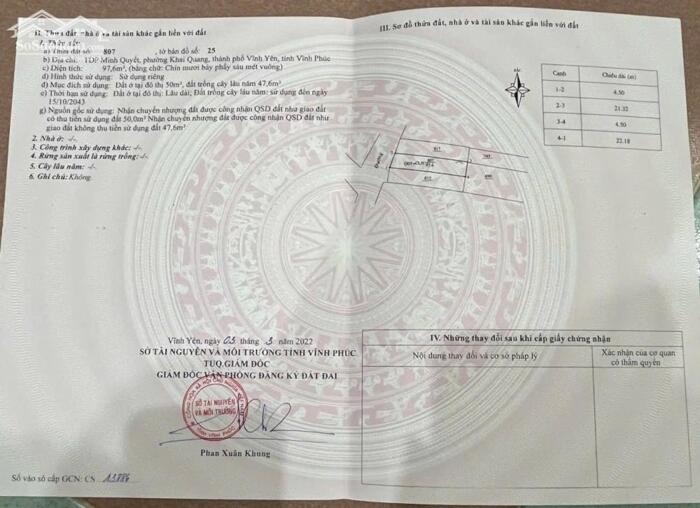 II. Thửa đất, nhà ở và tài sản khác gắn liền với đất
1. Thửa đất:
a) Thửa đất số: 807, tờ bản đồ số: 25
b) Địa chỉ: TDP Minh Quyết, phường Khai Quang, thành phố Vĩnh Yên, tỉnh Vĩnh Phúc
c) Diện tích: 97,6m², (bằng chữ: Chín mươi bảy phẩy sáu mét vuông)
d) Hình thức sử dụng: Sử dụng riêng
đ) Mục đích sử dụng: Đất ở tại đô thị 50m², đất trồng cây lâu năm 47,6m²
e) Thời hạn sử dụng: Đất ở tại đô thị: Lâu dài; Đất trồng cây lâu năm: sử dụng đến ngày
15/10/2043
g) Nguồn gốc sử dụng: Nhận chuyển nhượng đất được công nhận QSD đất như giao đất
có thu tiền sử dụng đất 50,0m²; Nhận chuyển nhượng đất được công nhận QSD đất như
giao đất không thu tiền sử dụng đất 47,6m²
2. Nhà ở: -/-
3. Công trình xây dựng khác: -/-
4. Rừng sản xuất là rừng trồng: -/-
5. Cây lâu năm: -/-
6. Ghi chú: Không
Vĩnh Yên, ngày 03 tháng 3 năm 2022
SỞ TÀI NGUYÊN VÀ MÔI TRƯỜNG TỈNH VĨNH PHÚC
TUQ.GIÁM ĐỐC
GIÁM ĐỐC VĂN PHÒNG ĐĂNG KÝ ĐẤT ĐAI
SỞ TÀI NGUYÊN
VÀ MÔI TRƯỜNG
Phan Xuân Khung
Số vào sổ cấp GCN: CS
III. Sơ đồ thửa đất, nhà ở và tài sản khác gắn liền với đất
Cạnh Chiều dài (m)
1-2 4.50
2-3 21.32
3-4 4.50
4-1 22.18
Đường
IV. Những thay đổi sau khi cấp giấy chứng nhận
Nội dung thay đổi và cơ sở pháp lý
Xác nhận của cơ quan
có thẩm quyền